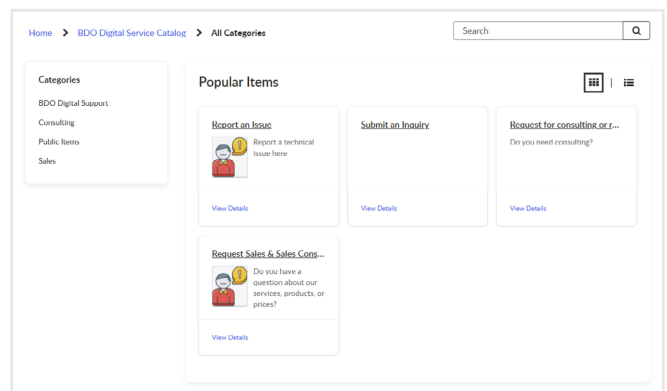 Home > BDO Digital Service Catalog > All Categories
Search
Categories
BDO Digital Support
Consulting
Public Items
Sales
Popular Items
Report an Issue
Report a technical
issue here
View Details
Submit an Inquiry
View Details
Request for consulting or r...
Do you need consulting?
View Details
Request Sales & Sales Cons...
Do you have a
question about our
services, products, or
prices?
View Details